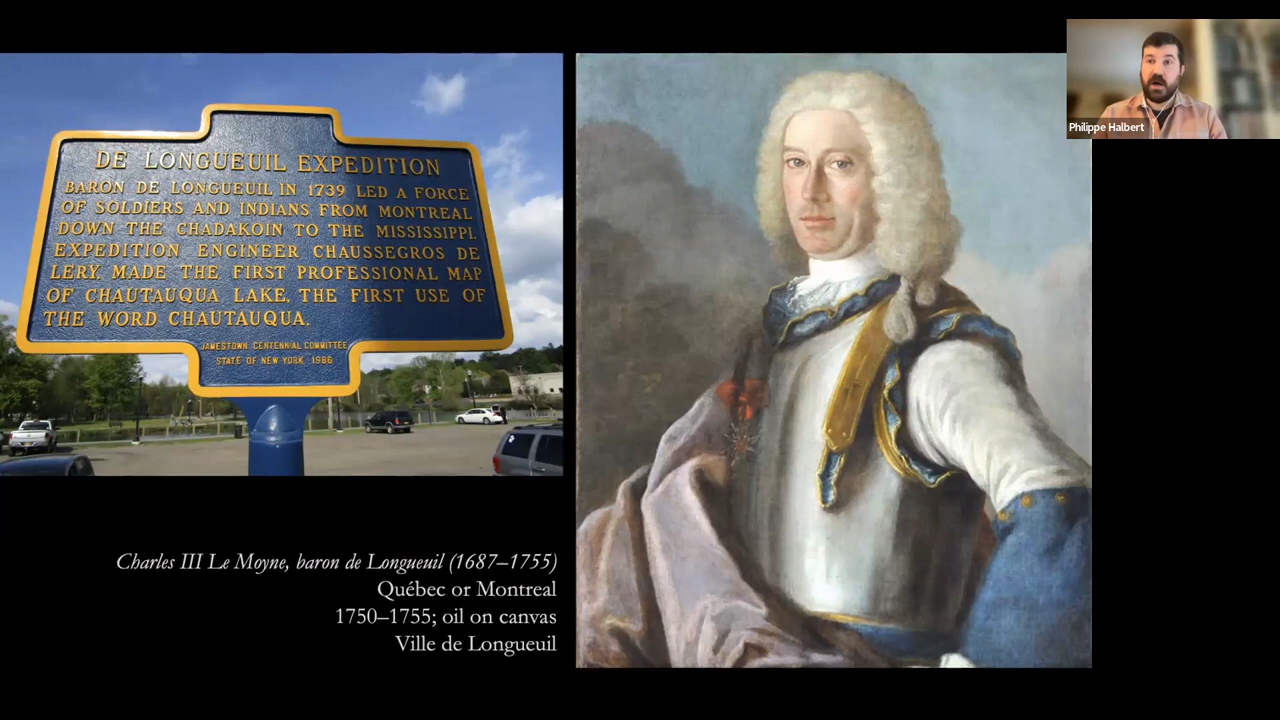 DE LONGUEUIL EXPEDITION
BARON DE LONGUEUIL IN 1739 LED A FORCE
OF SOLDIERS AND INDIANS FROM MONTREAL
DOWN THE CHADAKOIN TO THE MISSISSIPPI.
EXPEDITION ENGINEER CHAUSSEGROS DE
LERY, MADE THE FIRST PROFESSIONAL MAP
OF CHAUTAUQUA LAKE, THE FIRST USE OF
THE WORD CHAUTAUQUA.
JAMESTOWN CENTENNIAL COMMITTEE
STATE OF NEW YORK 1986
Charles III Le Moyne, baron de Longueuil (1687–1755)
Québec or Montreal
1750–1755; oil on canvas
Ville de Longueuil
Philippe Halbert